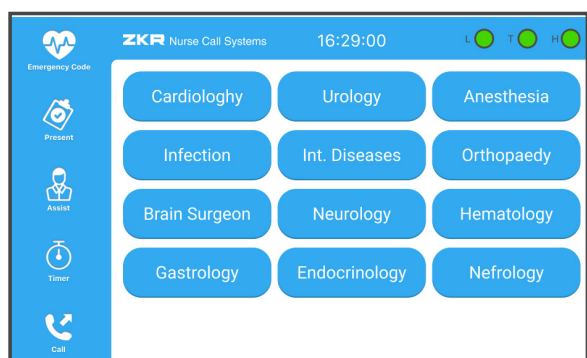 ZKR Nurse Call Systems
16:29:00
L T H
Emergency Code
Present
Assist
Timer
Call
Cardiologhy
Urology
Anesthesia
Infection
Int. Diseases
Orthopaedy
Brain Surgeon
Neurology
Hematology
Gastrology
Endocrinology
Nefrology